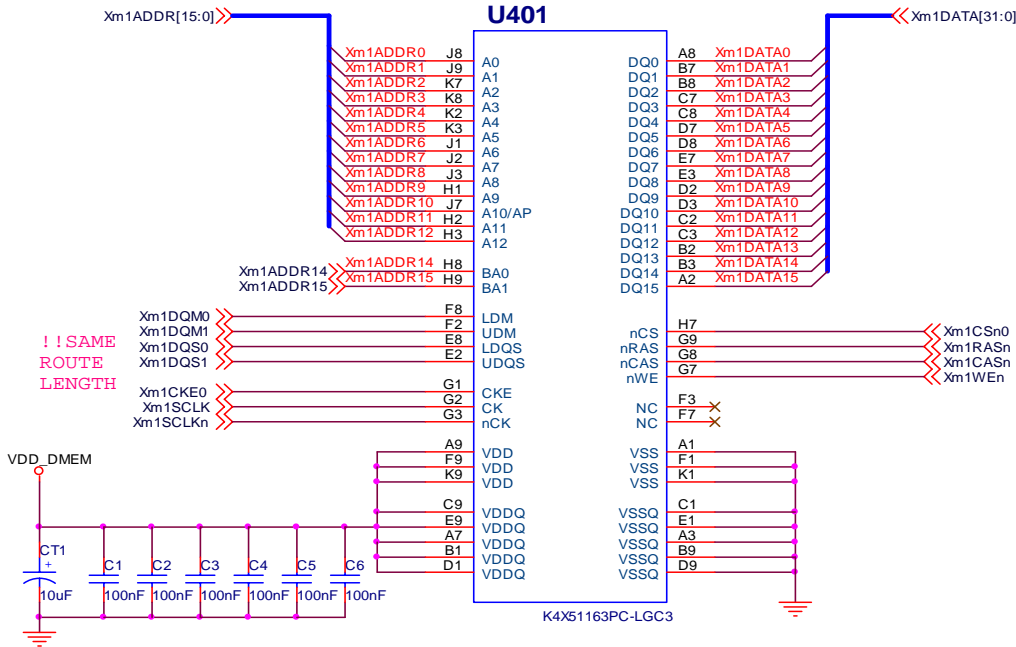 U401
Xm1ADDR[15:0]
Xm1DATA[31:0]
Xm1ADDR0 J8 A0 DQ0 A8 Xm1DATA0
Xm1ADDR1 J9 A1 DQ1 B7 Xm1DATA1
Xm1ADDR2 K7 A2 DQ2 B8 Xm1DATA2
Xm1ADDR3 K8 A3 DQ3 C7 Xm1DATA3
Xm1ADDR4 K2 A4 DQ4 C8 Xm1DATA4
Xm1ADDR5 K3 A5 DQ5 D7 Xm1DATA5
Xm1ADDR6 J1 A6 DQ6 D8 Xm1DATA6
Xm1ADDR7 J2 A7 DQ7 E7 Xm1DATA7
Xm1ADDR8 J3 A8 DQ8 E3 Xm1DATA8
Xm1ADDR9 H1 A9 DQ9 D2 Xm1DATA9
Xm1ADDR10 J7 A10/AP DQ10 D3 Xm1DATA10
Xm1ADDR11 H2 A11 DQ11 C2 Xm1DATA11
Xm1ADDR12 H3 A12 DQ12 C3 Xm1DATA12
DQ13 B2 Xm1DATA13
Xm1ADDR14 Xm1ADDR14 H8 BA0 DQ14 B3 Xm1DATA14
Xm1ADDR15 Xm1ADDR15 H9 BA1 DQ15 A2 Xm1DATA15
Xm1DQM0 F8 LDM
Xm1DQM1 F2 UDM nCS H7 Xm1CSn0
Xm1DQS0 E8 LDQS nRAS G9 Xm1RASn
Xm1DQS1 E2 UDQS nCAS G8 Xm1CASn
nWE G7 Xm1WEn
!!SAME
ROUTE
LENGTH
Xm1CKE0 G1 CKE
Xm1SCLK G2 CK NC F3
Xm1SCLKn G3 nCK NC F7
VDD_DMEM
A9 VDD VSS A1
F9 VDD VSS F1
K9 VDD VSS K1
C9 VDDQ VSSQ C1
E9 VDDQ VSSQ E1
A7 VDDQ VSSQ A3
B1 VDDQ VSSQ B9
D1 VDDQ VSSQ D9
CT1 C1 C2 C3 C4 C5 C6
+
10uF 100nF 100nF 100nF 100nF 100nF 100nF
K4X51163PC-LGC3